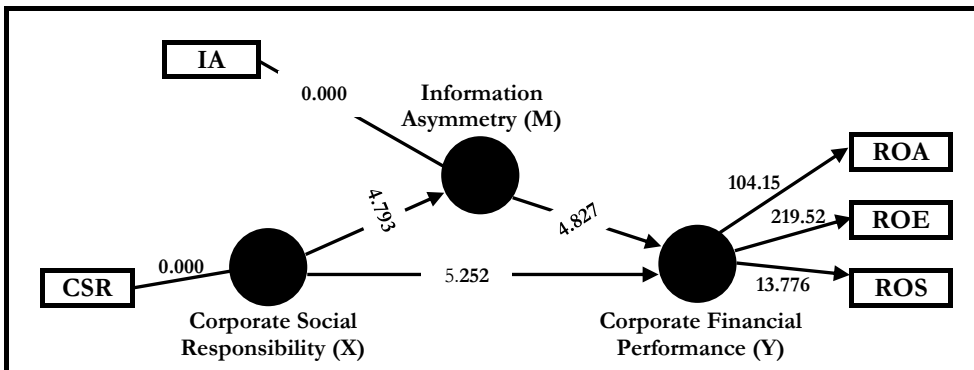 IA
0.000
Information
Asymmetry (M)
ROA
104.15
4.793
4.827
219.52
ROE
0.000
CSR
5.252
13.776
ROS
Corporate Social
Responsibility (X)
Corporate Financial
Performance (Y)